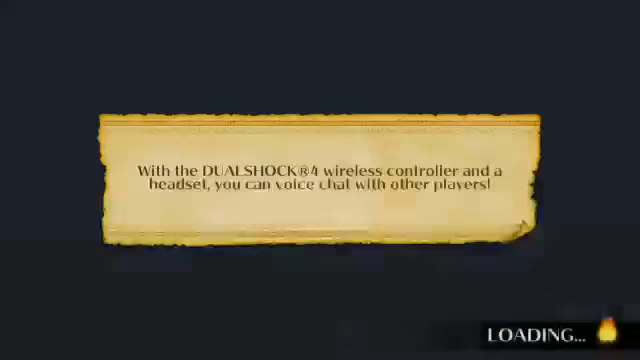 With the DUALSHOCK®4 wireless controller and a
headset, you can voice chat with other players!
LOADING...